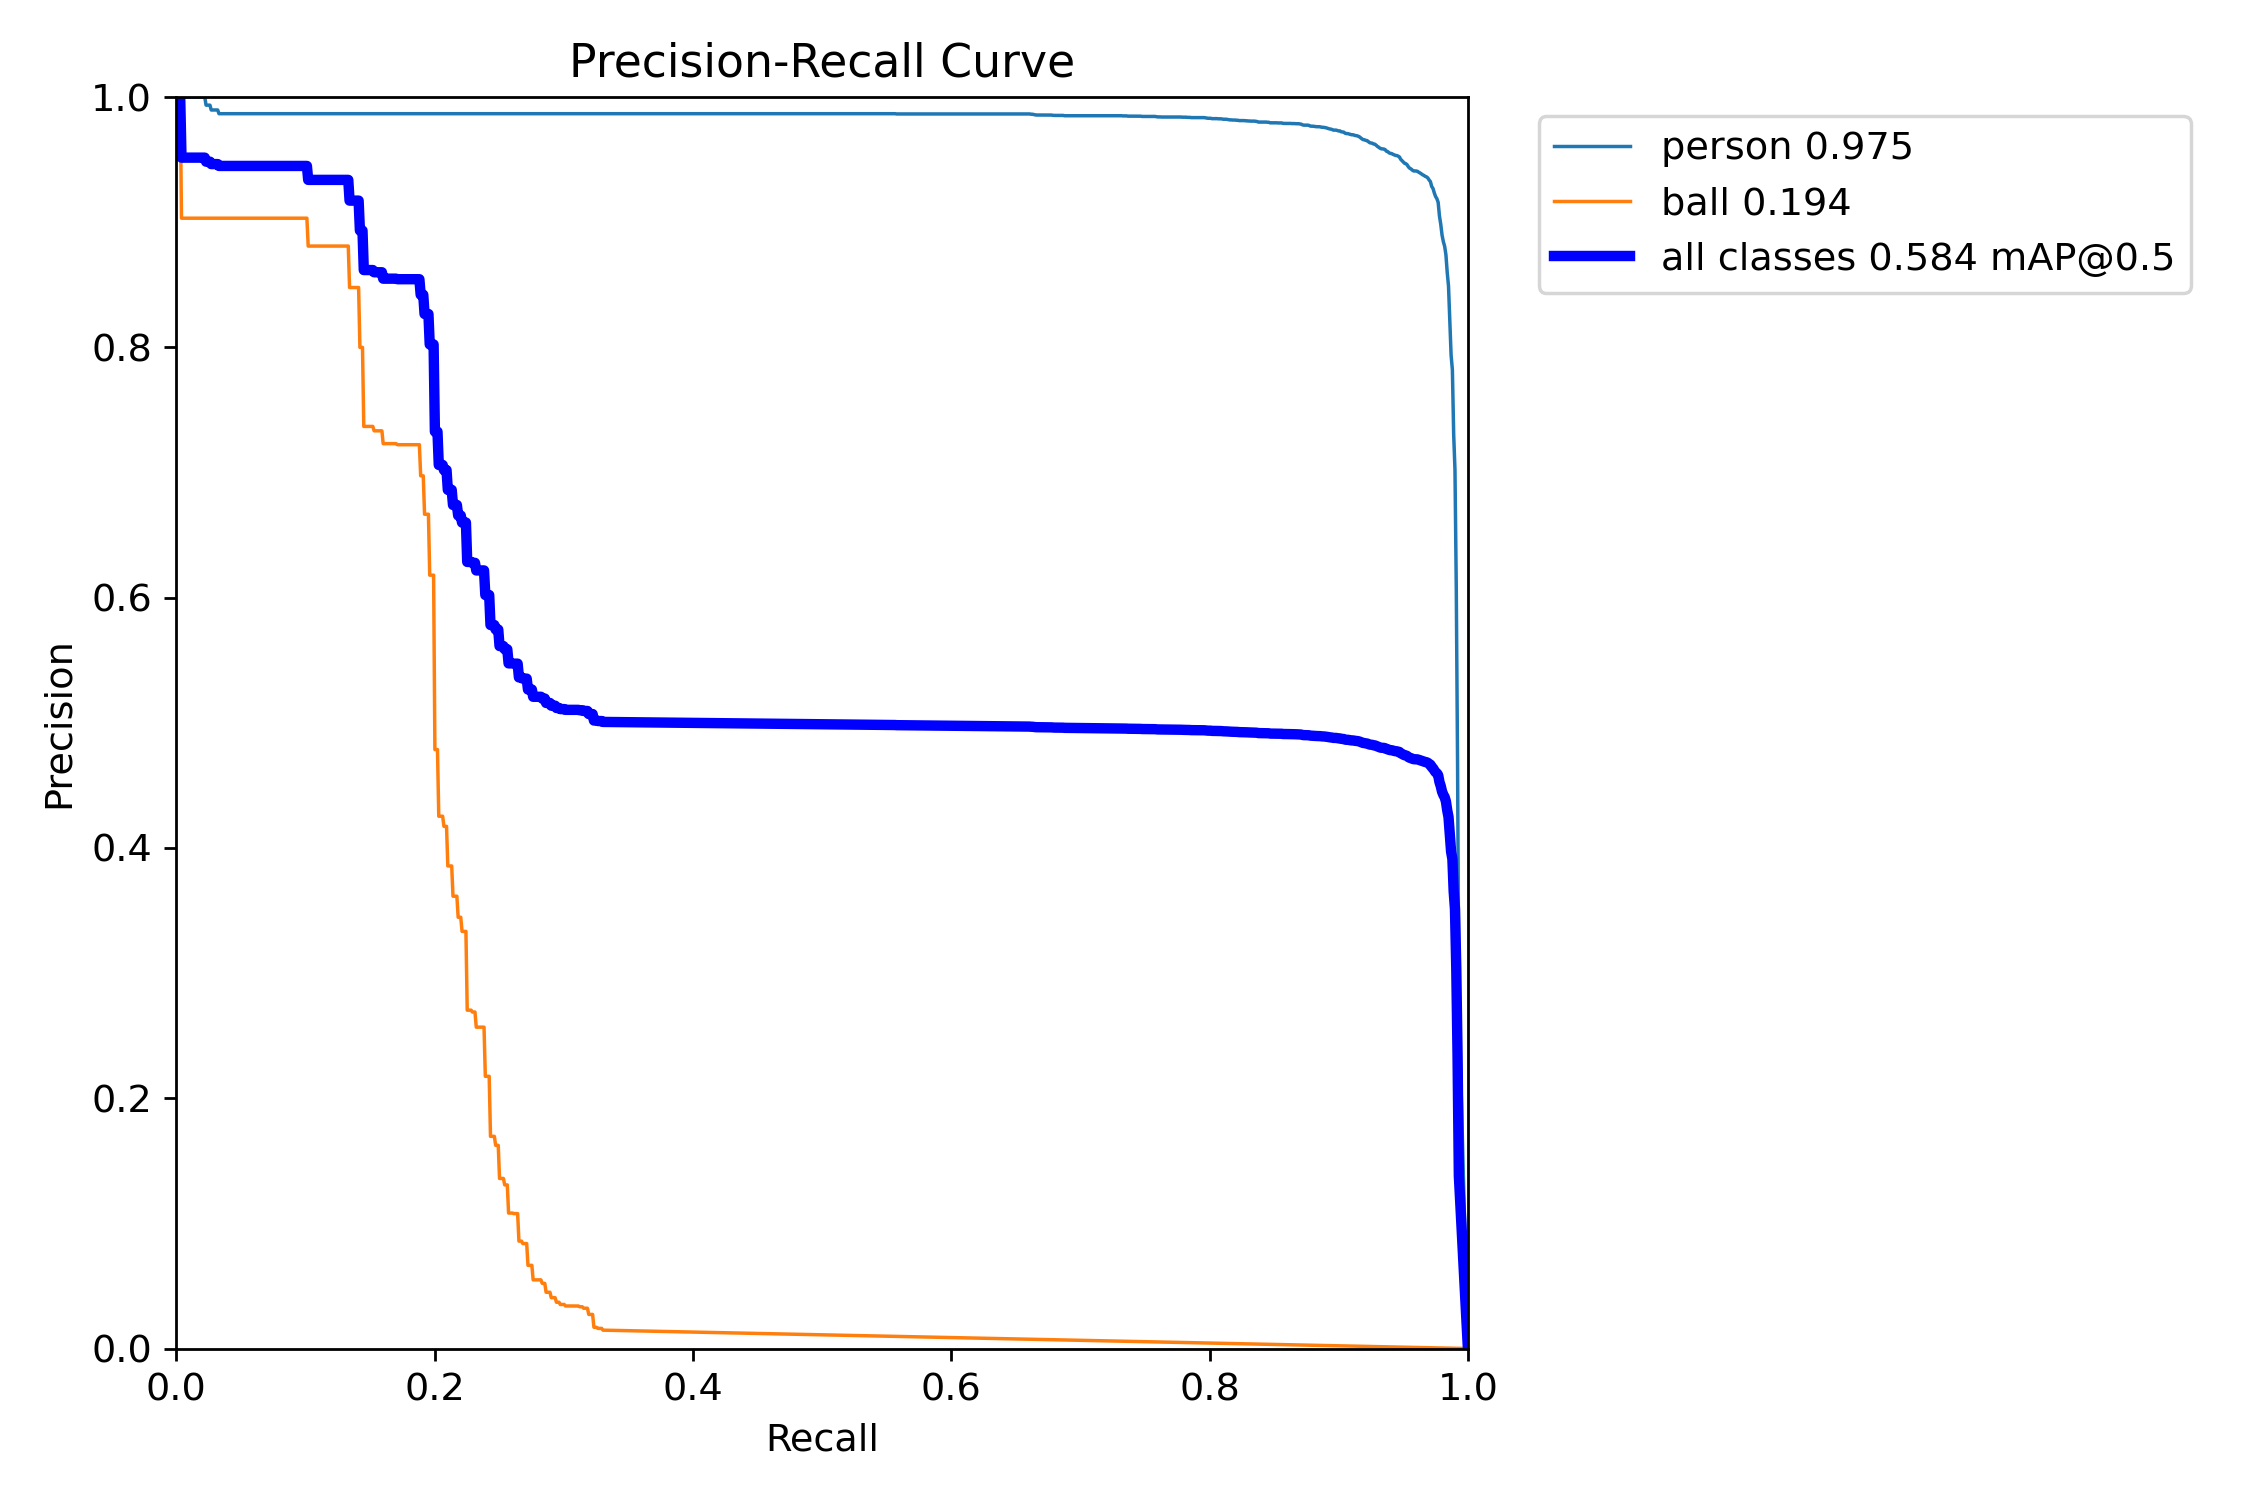 Precision-Recall Curve
1.0
0.8
0.6
0.4
0.2
0.0
Precision
0.0 0.2 0.4 0.6 0.8 1.0
Recall
person 0.975
ball 0.194
all classes 0.584 mAP@0.5